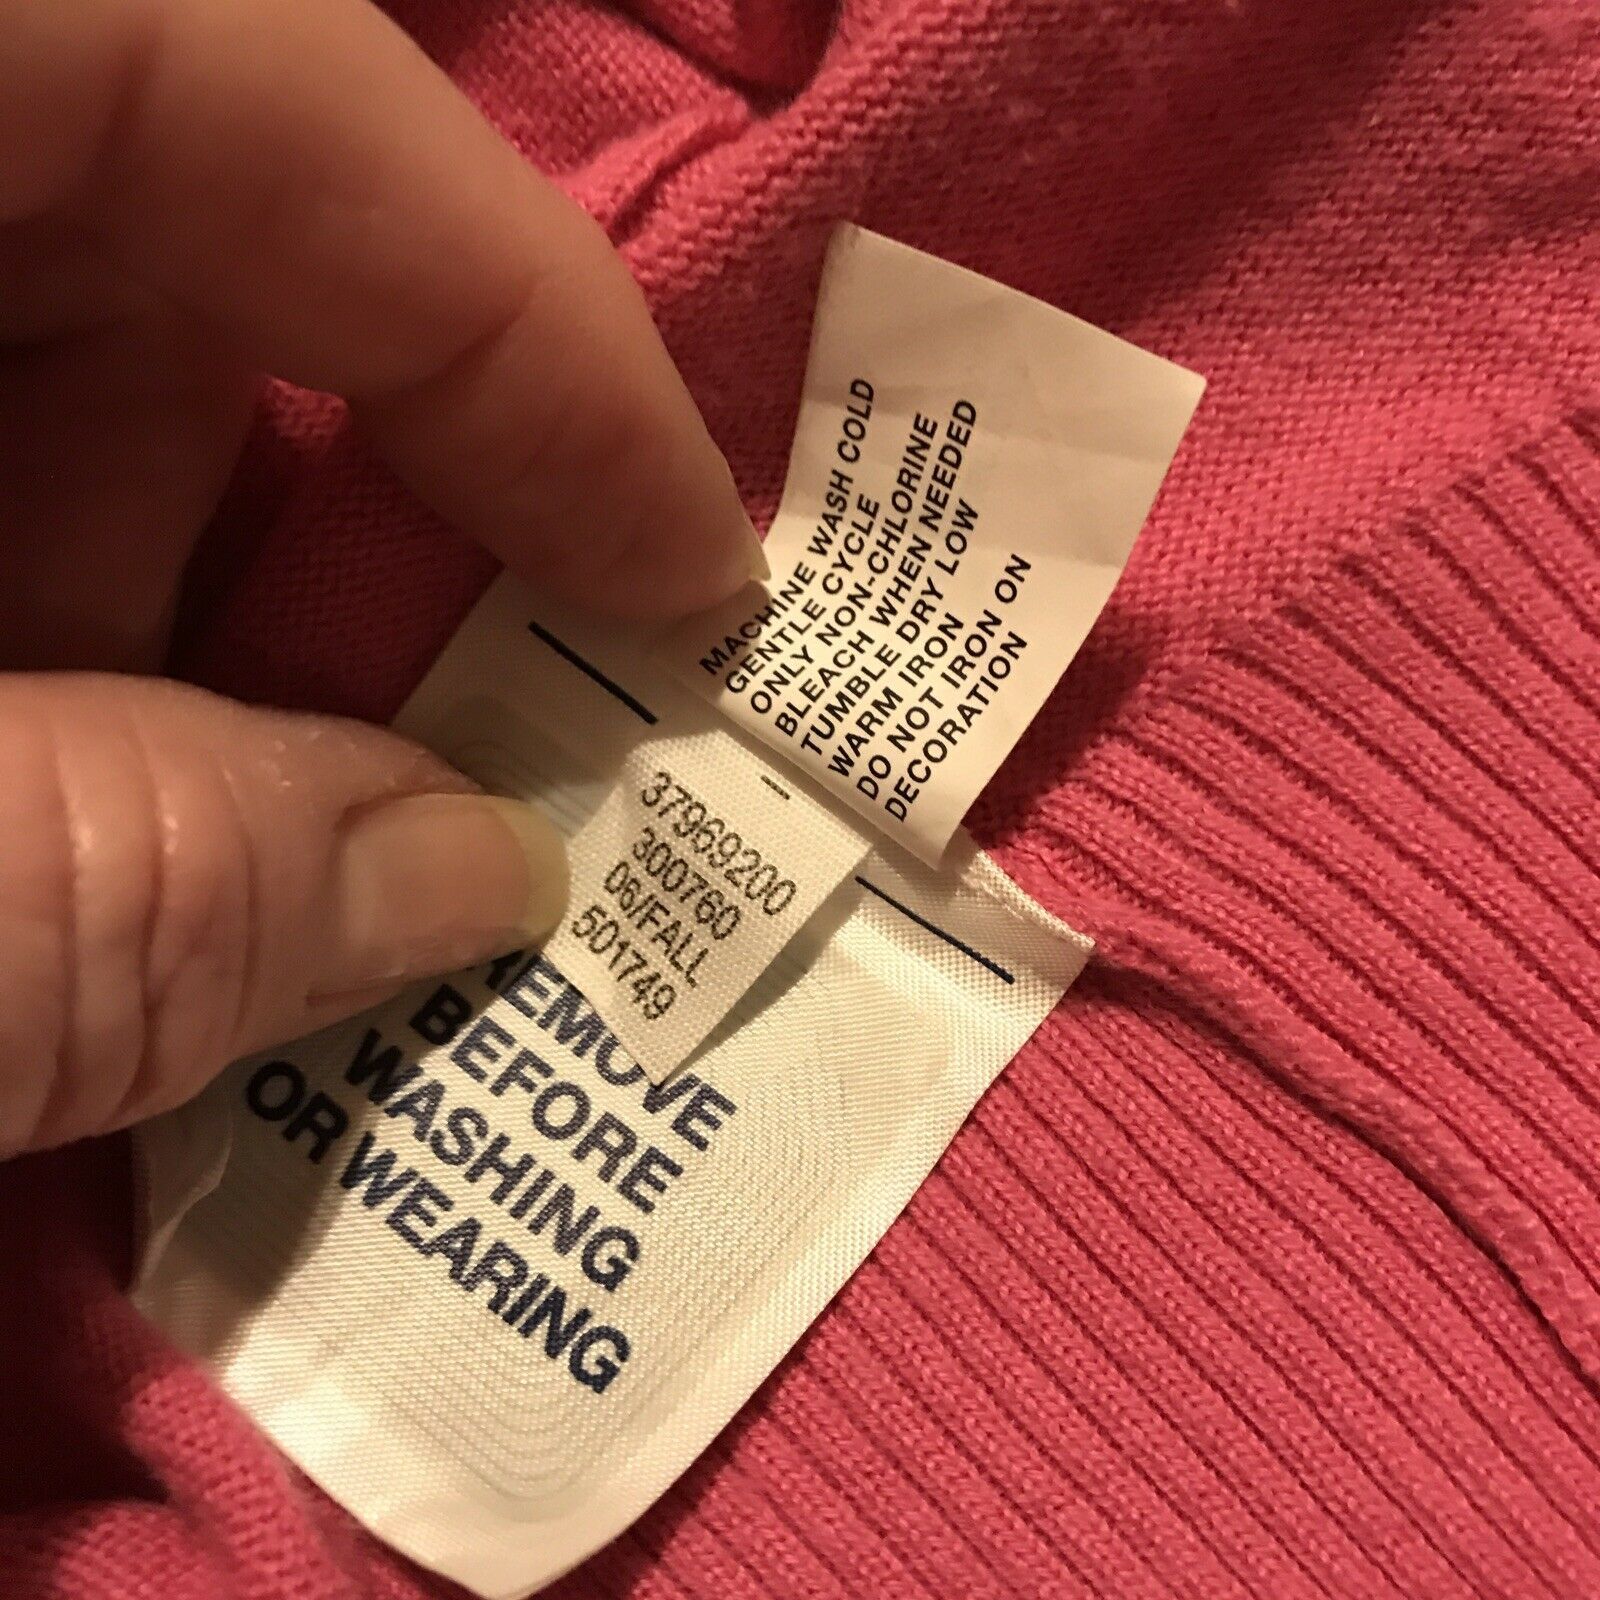 MACHINE WASH COLD
GENTLE CYCLE
ONLY NON-CHLORINE
BLEACH WHEN NEEDED
TUMBLE DRY LOW
WARM IRON
DO NOT IRON ON
DECORATION
37969200
300760
06/FALL
501749
REMOVE
BEFORE
WASHING
OR WEARING